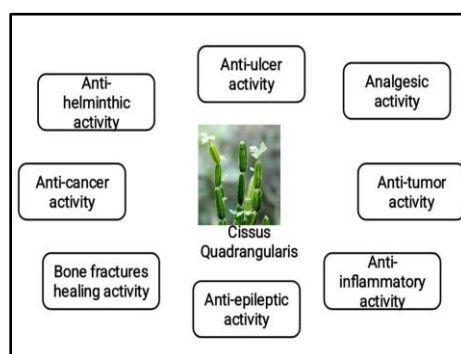 Anti-ulcer
activity
Anti-
helminthic
activity
Analgesic
activity
Anti-cancer
activity
Anti-tumor
activity
Cissus
Quadrangularis
Bone fractures
healing activity
Anti-
inflammatory
activity
Anti-epileptic
activity